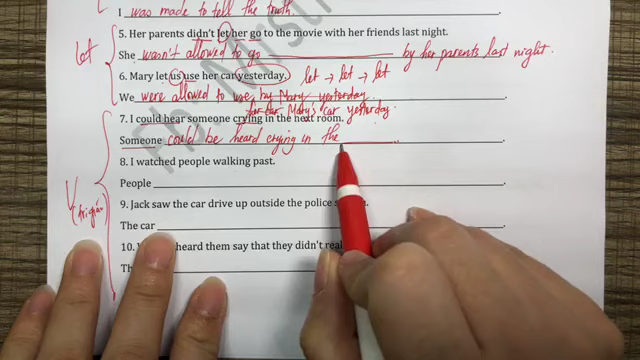 I was made to tell the truth
5. Her parents didn't let her go to the movie with her friends last night.
let
She wasn't allowed to go by her parents last night.
6. Mary let us use her car yesterday. let → let → let
We were allowed to use by Mary yesterday.
Mary's car yesterday.
7. I could hear someone crying in the next room.
Someone could be heard crying in the
8. I watched people walking past.
People
tri giác
9. Jack saw the car drive up outside the police
The car
10. heard them say that they didn't